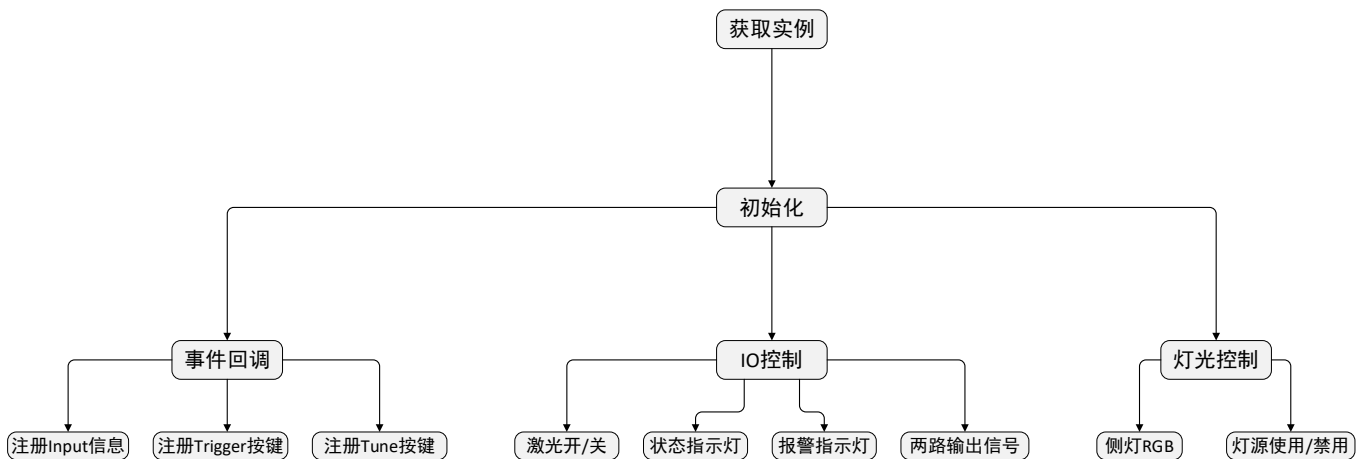 获取实例
初始化
事件回调
IO控制
灯光控制
注册Input信息
注册Trigger按键
注册Tune按键
激光开/关
状态指示灯
报警指示灯
两路输出信号
侧灯RGB
灯源使用/禁用